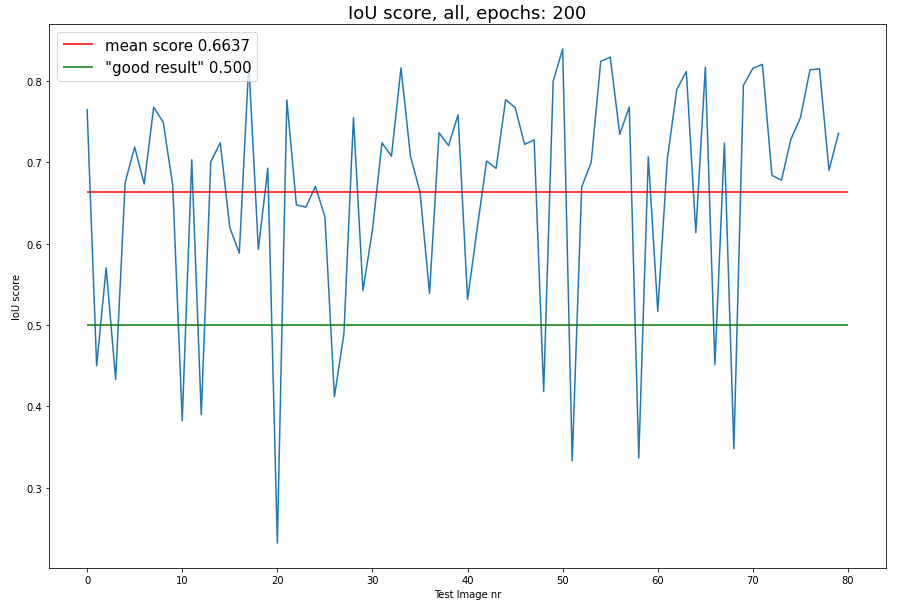 IoU score, all, epochs: 200
mean score 0.6637
"good result" 0.500
IoU score
0.8
0.7
0.6
0.5
0.4
0.3
0 10 20 30 40 50 60 70 80
Test Image nr